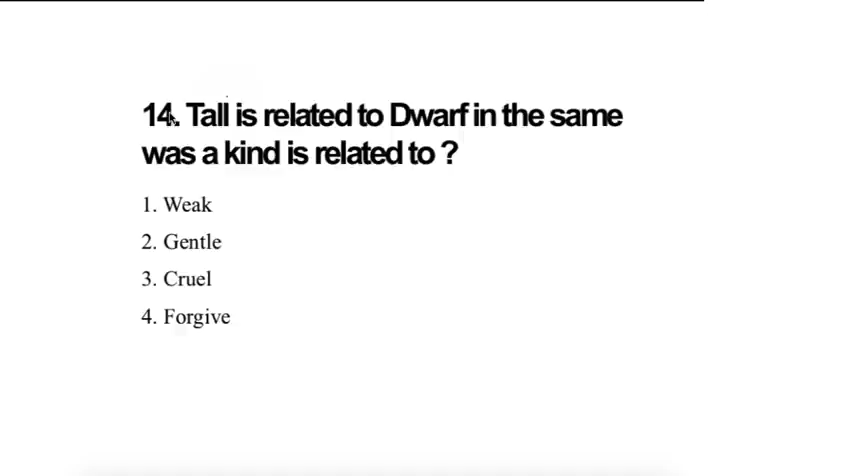 14. Tall is related to Dwarf in the same
was a kind is related to ?
1. Weak
2. Gentle
3. Cruel
4. Forgive